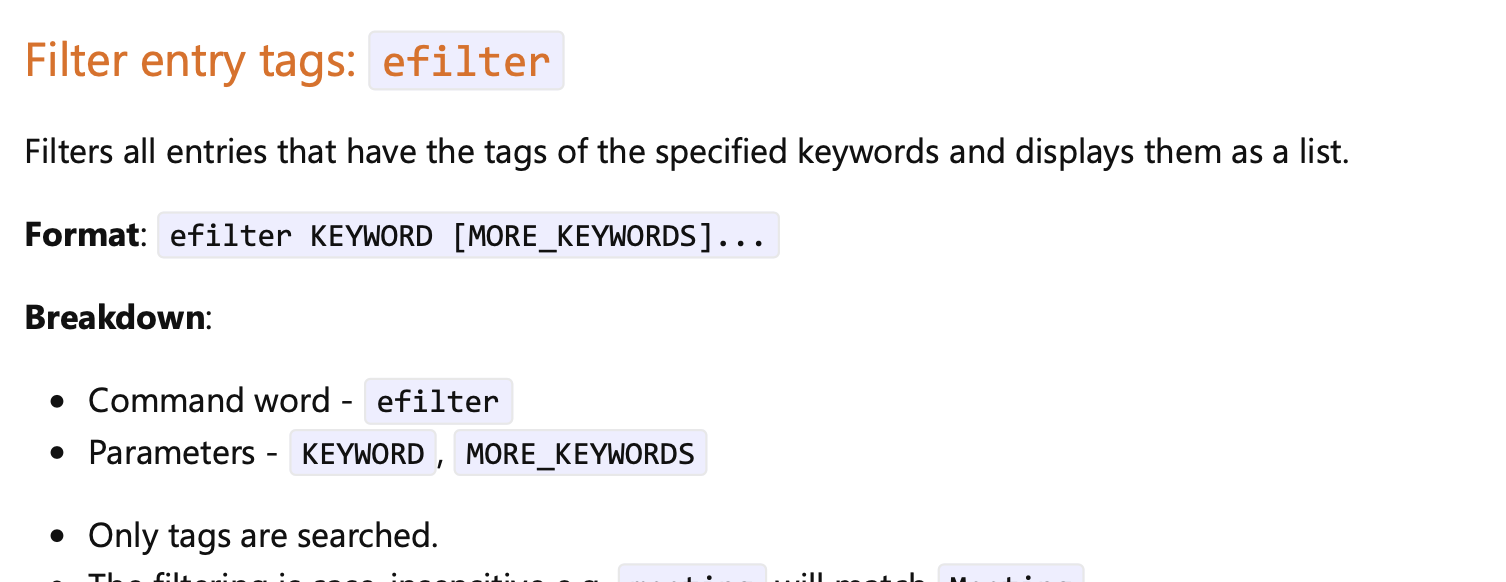 Filter entry tags: efilter
Filters all entries that have the tags of the specified keywords and displays them as a list.
Format: efilter KEYWORD [MORE_KEYWORDS]...
Breakdown:
• Command word - efilter
• Parameters - KEYWORD, MORE_KEYWORDS
• Only tags are searched.
• The filtering is case-insensitive e.g. meeting will match Meeting